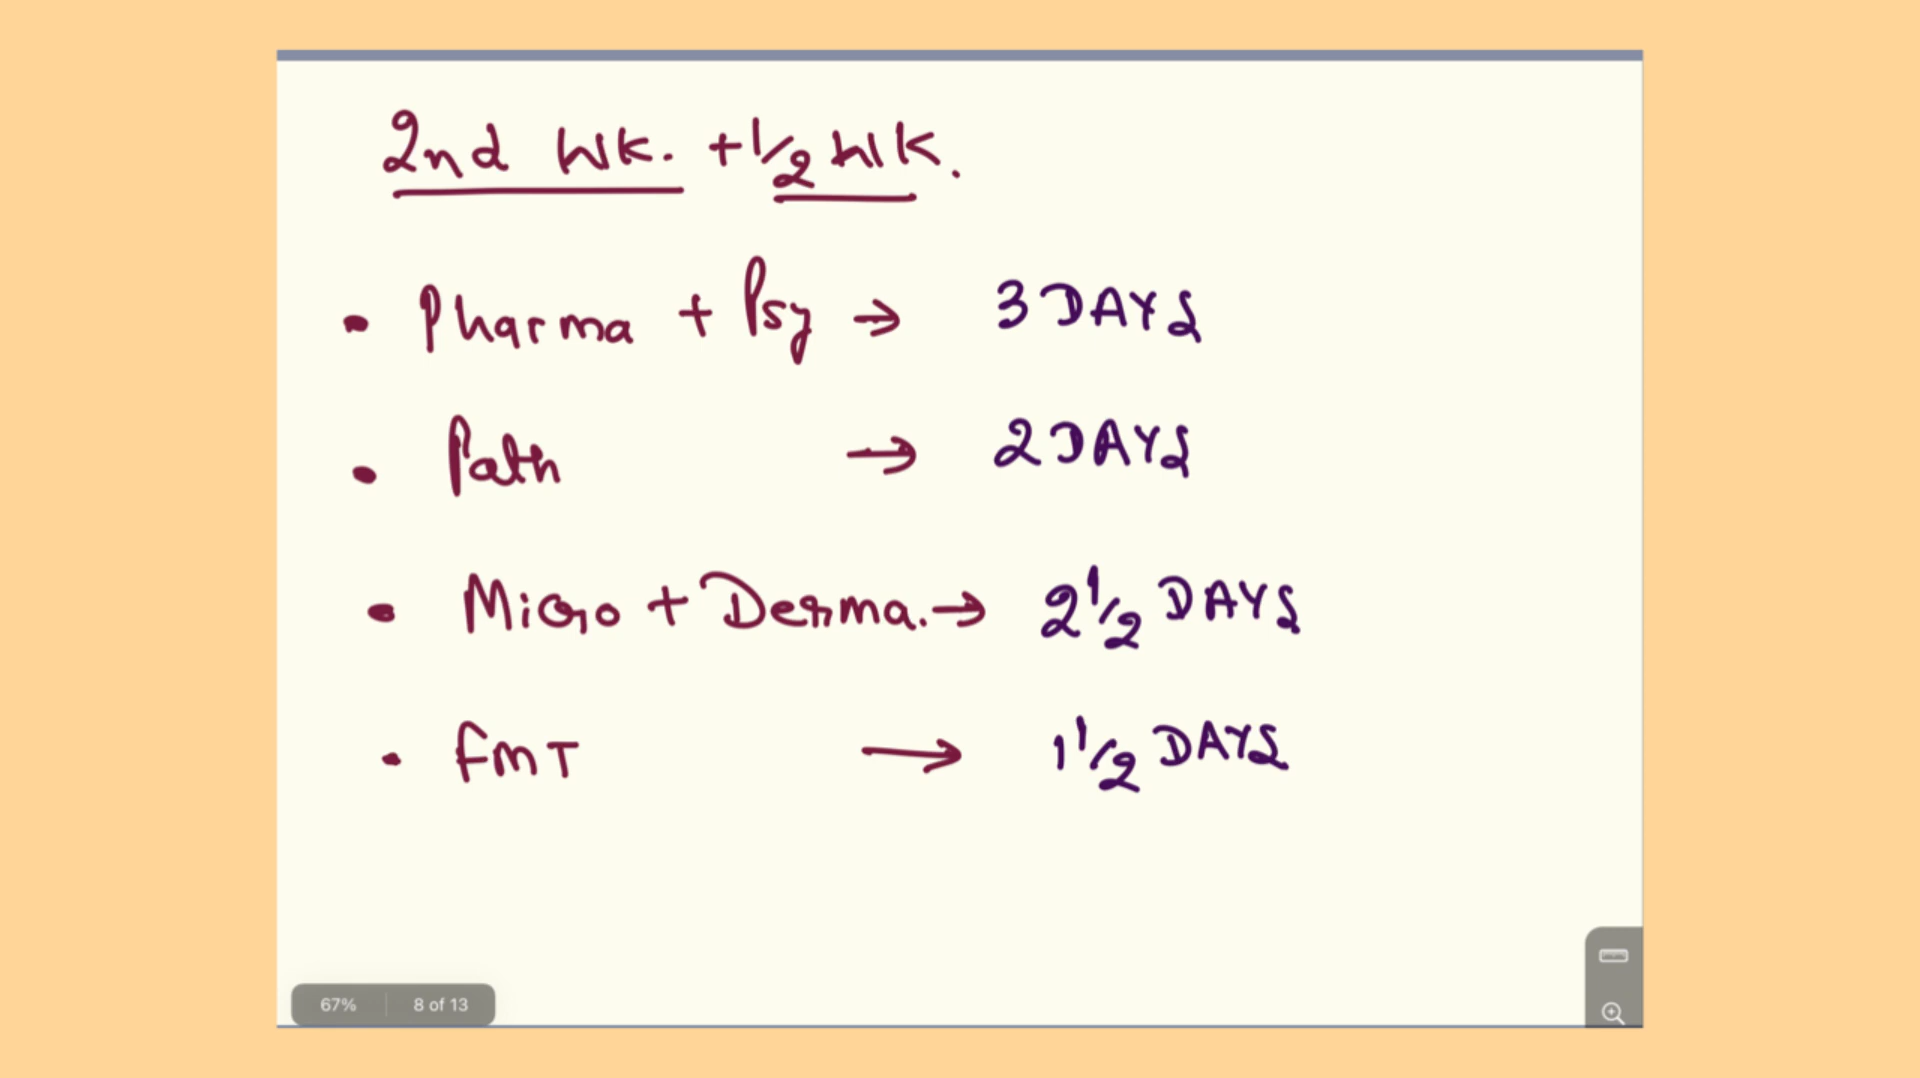 2nd WK. + 1/2 WK.
• Pharma + Psy → 3 DAYS
• Path → 2 DAYS
• Micro + Derma. → 2 1/2 DAYS
• FMT → 1 1/2 DAYS
67% 8 of 13